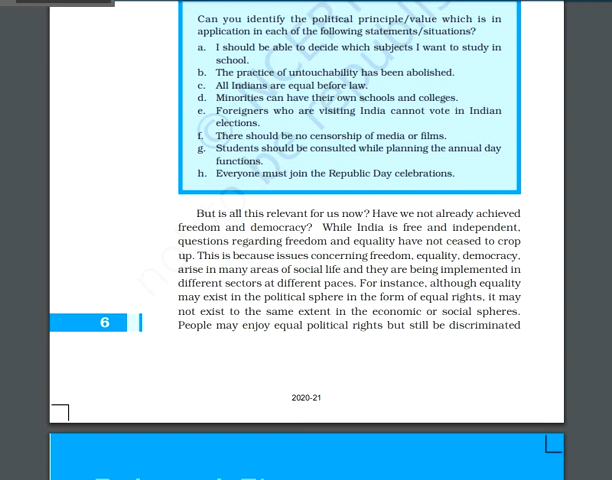 Can you identify the political principle/value which is in
application in each of the following statements/situations?
a. I should be able to decide which subjects I want to study in
school.
b. The practice of untouchability has been abolished.
c. All Indians are equal before law.
d. Minorities can have their own schools and colleges.
e. Foreigners who are visiting India cannot vote in Indian
elections.
f. There should be no censorship of media or films.
g. Students should be consulted while planning the annual day
functions.
h. Everyone must join the Republic Day celebrations.
But is all this relevant for us now? Have we not already achieved
freedom and democracy? While India is free and independent,
questions regarding freedom and equality have not ceased to crop
up. This is because issues concerning freedom, equality, democracy,
arise in many areas of social life and they are being implemented in
different sectors at different paces. For instance, although equality
may exist in the political sphere in the form of equal rights, it may
not exist to the same extent in the economic or social spheres.
People may enjoy equal political rights but still be discriminated
6
2020-21